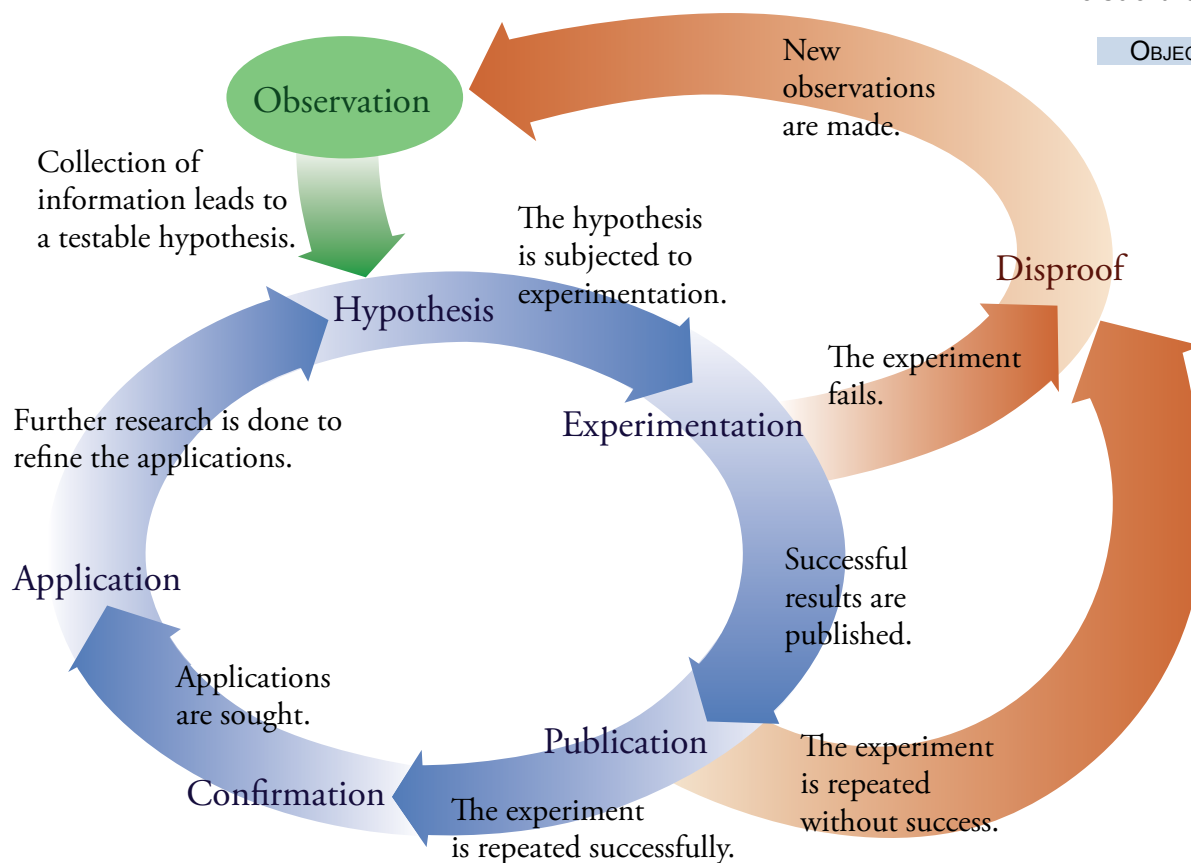 New
observations
are made.
OBJEC
Observation
Collection of
information leads to
a testable hypothesis.
The hypothesis
is subjected to
experimentation.
Disproof
Hypothesis
The experiment
fails.
Further research is done to
refine the applications.
Experimentation
Successful
results are
published.
Application
Applications
are sought.
Publication
The experiment
is repeated
without success.
Confirmation
The experiment
is repeated successfully.